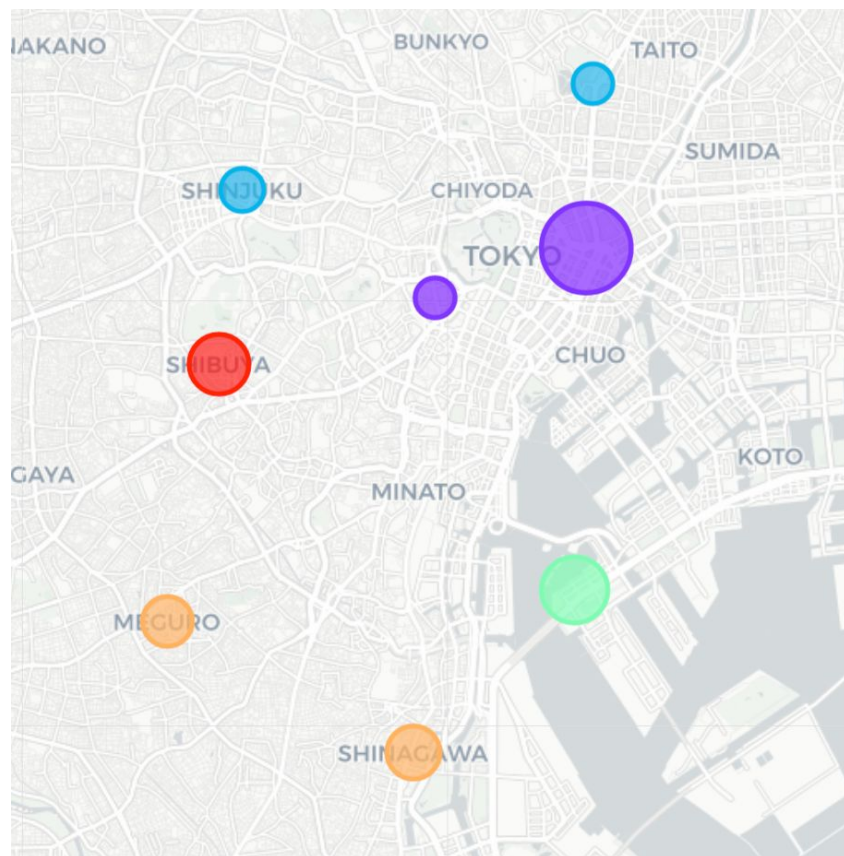 BUNKYO
NAKANO
TAITO
SUMIDA
SHINJUKU
CHIYODA
TOKYO
CHUO
SHIBUYA
KOTO
GAYA
MINATO
MEGURO
SHINAGAWA